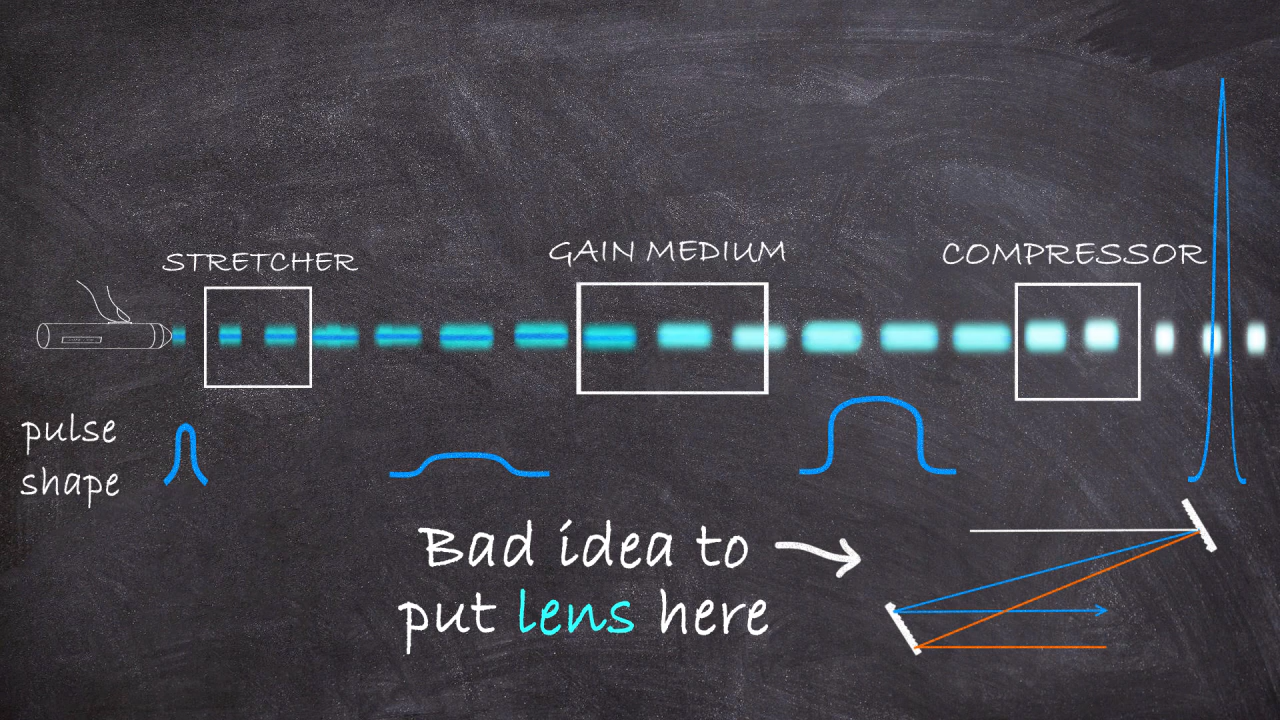 STRETCHER
GAIN MEDIUM
COMPRESSOR
pulse
shape
Bad idea to
put lens here